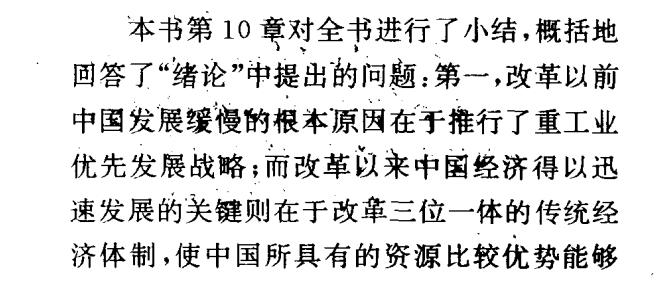 本书第10章对全书进行了小结,概括地
回答了“绪论”中提出的问题:第一,改革以前
中国发展缓慢的根本原因在于推行了重工业
优先发展战略;而改革以来中国经济得以迅
速发展的关键则在于改革三位一体的传统经
济体制,使中国所具有的资源比较优势能够